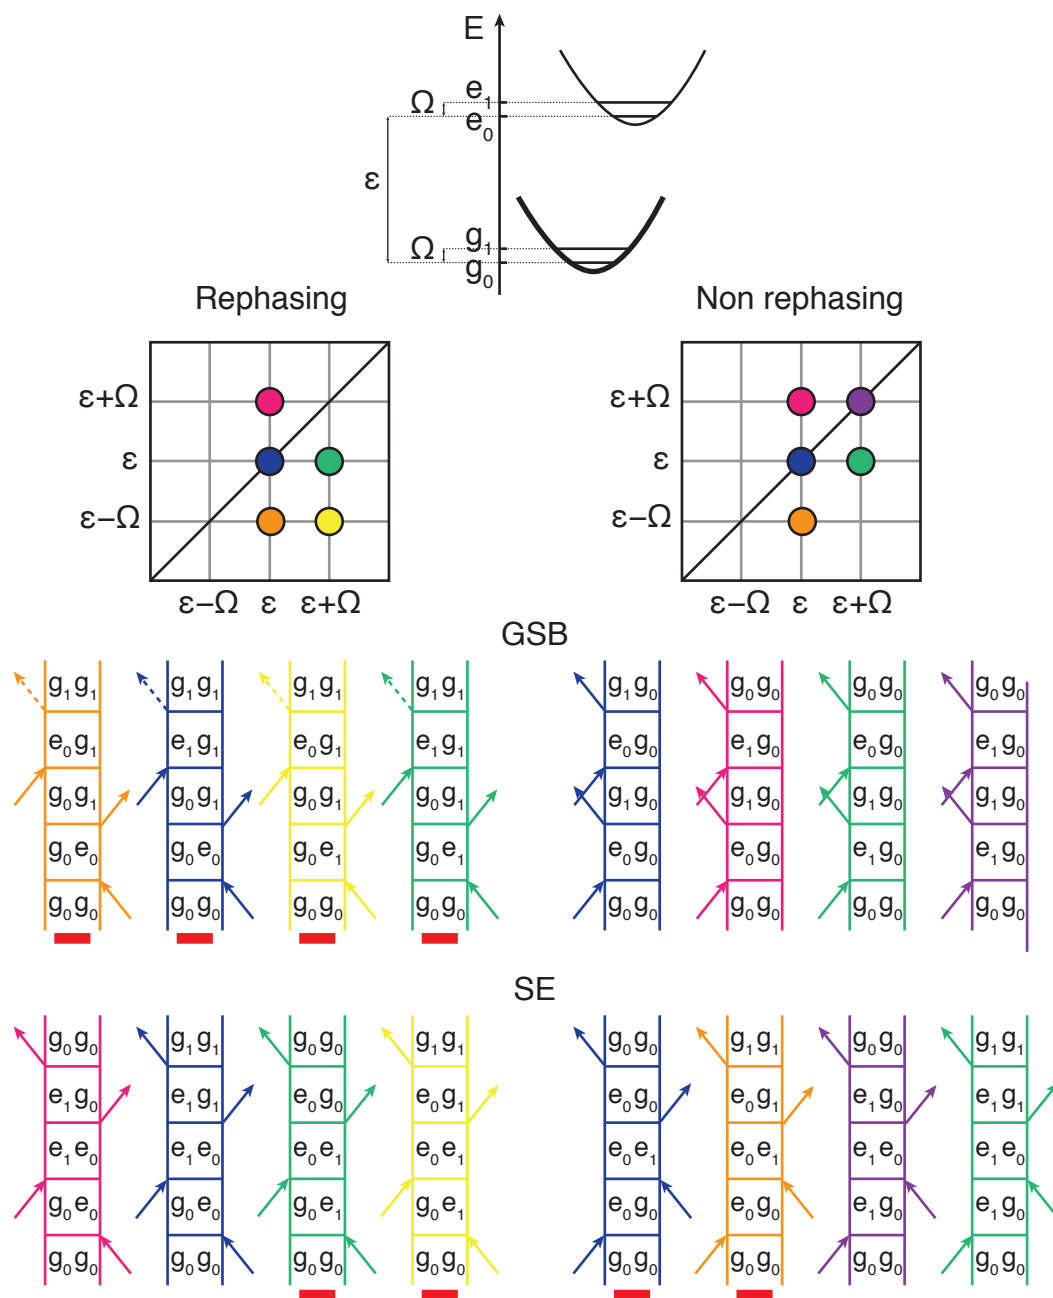 E
e₁
Ω
e₀
ε
g₁
Ω
g₀
Rephasing
Non rephasing
ε+Ω
ε
ε−Ω
ε−Ω ε ε+Ω
ε+Ω
ε
ε−Ω
ε−Ω ε ε+Ω
GSB
g₁g₁ g₁g₁ g₁g₁ g₁g₁ g₁g₀ g₀g₀ g₀g₀ g₀g₀
e₀g₁ e₁g₁ e₀g₁ e₁g₁ e₀g₀ e₁g₀ e₀g₀ e₁g₀
g₀g₁ g₀g₁ g₀g₁ g₀g₁ g₁g₀ g₁g₀ g₁g₀ g₁g₀
g₀e₀ g₀e₀ g₀e₁ g₀e₁ e₀g₀ e₀g₀ e₁g₀ e₁g₀
g₀g₀ g₀g₀ g₀g₀ g₀g₀ g₀g₀ g₀g₀ g₀g₀ g₀g₀
SE
g₀g₀ g₁g₁ g₀g₀ g₁g₁ g₀g₀ g₁g₁ g₀g₀ g₁g₁
e₁g₀ e₁g₁ e₀g₀ e₀g₁ e₀g₀ e₀g₁ e₁g₀ e₁g₁
e₁e₀ e₁e₀ e₀e₁ e₀e₁ e₀e₁ e₀e₁ e₁e₀ e₁e₀
g₀e₀ g₀e₀ g₀e₁ g₀e₁ e₀g₀ e₀g₀ e₁g₀ e₁g₀
g₀g₀ g₀g₀ g₀g₀ g₀g₀ g₀g₀ g₀g₀ g₀g₀ g₀g₀